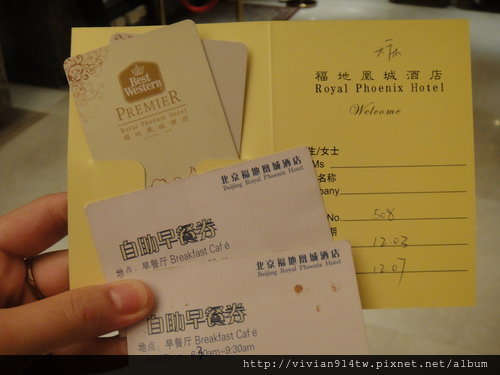 Best
Western
PREMIER
Royal Phoenix Hotel
福地凰城酒店
福地凰城酒店
Royal Phoenix Hotel
Welcome
生/女士
Ms
名称
pany
No. 508
期 12.03
12.07
北京福地凰城酒店
Beijing Royal Phoenix Hotel
自助早餐券
地点：早餐厅 Breakfast Café
北京福地凰城酒店
Beijing Royal Phoenix Hotel
自助早餐券
地点：早餐厅 Breakfast Café
am-9:30am
http://vivian914tw.pixnet.net/album